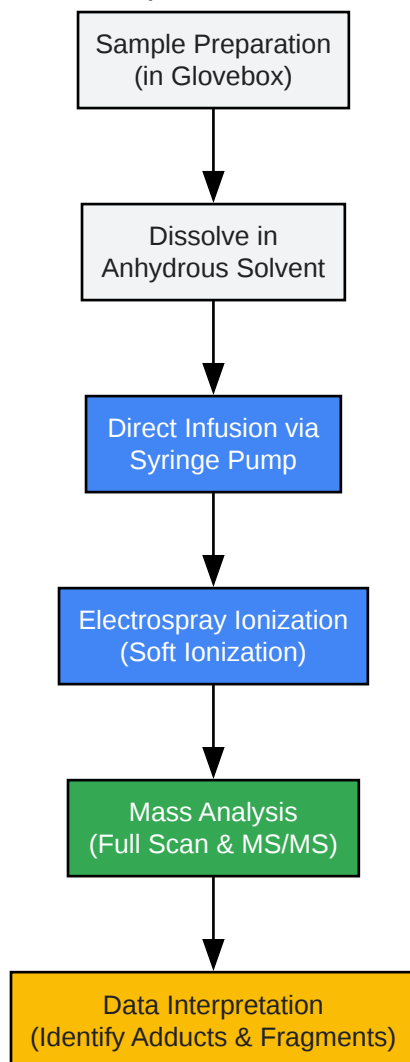 Sample Preparation
(in Glovebox)
Dissolve in
Anhydrous Solvent
Direct Infusion via
Syringe Pump
Electrospray Ionization
(Soft Ionization)
Mass Analysis
(Full Scan & MS/MS)
Data Interpretation
(Identify Adducts & Fragments)